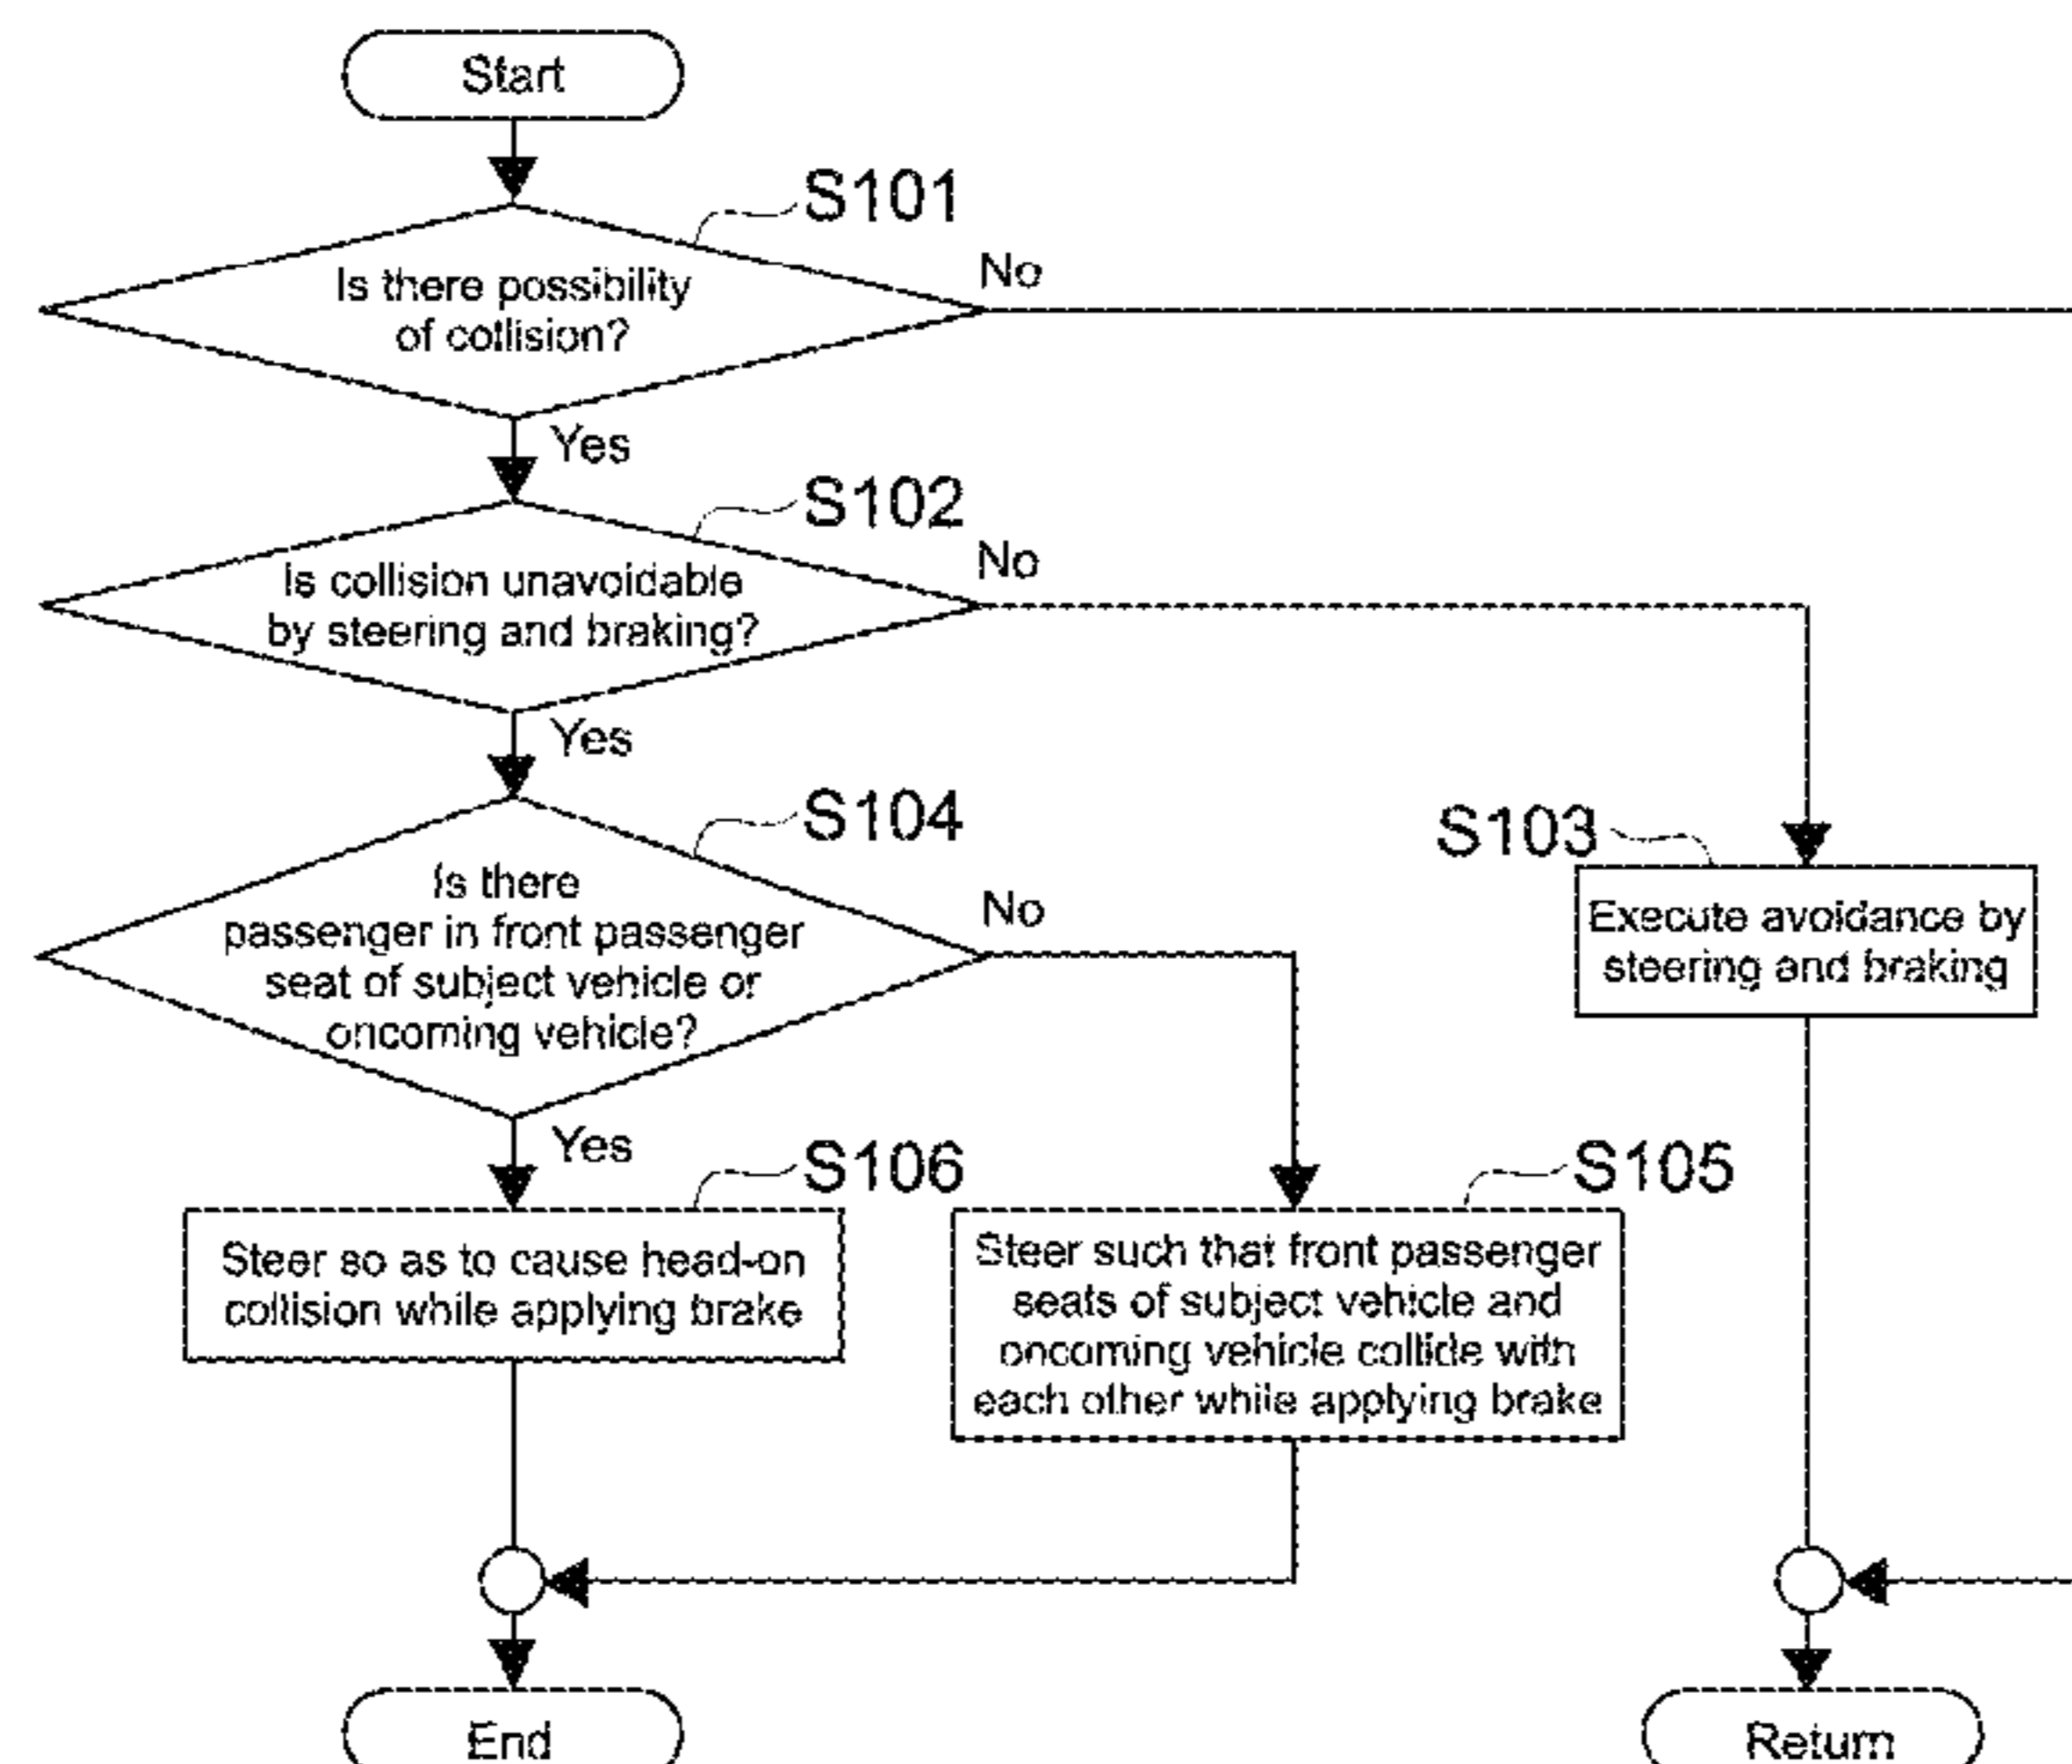 Start
S101
Is there possibility
of collision?
No
Yes
S102
Is collision unavoidable
by steering and braking?
No
Yes
S104
Is there
passenger in front passenger
seat of subject vehicle or
oncoming vehicle?
No
Yes
S103
Execute avoidance by
steering and braking
S106
Steer so as to cause head-on
collision while applying brake
S105
Steer such that front passenger
seats of subject vehicle and
oncoming vehicle collide with
each other while applying brake
End
Return